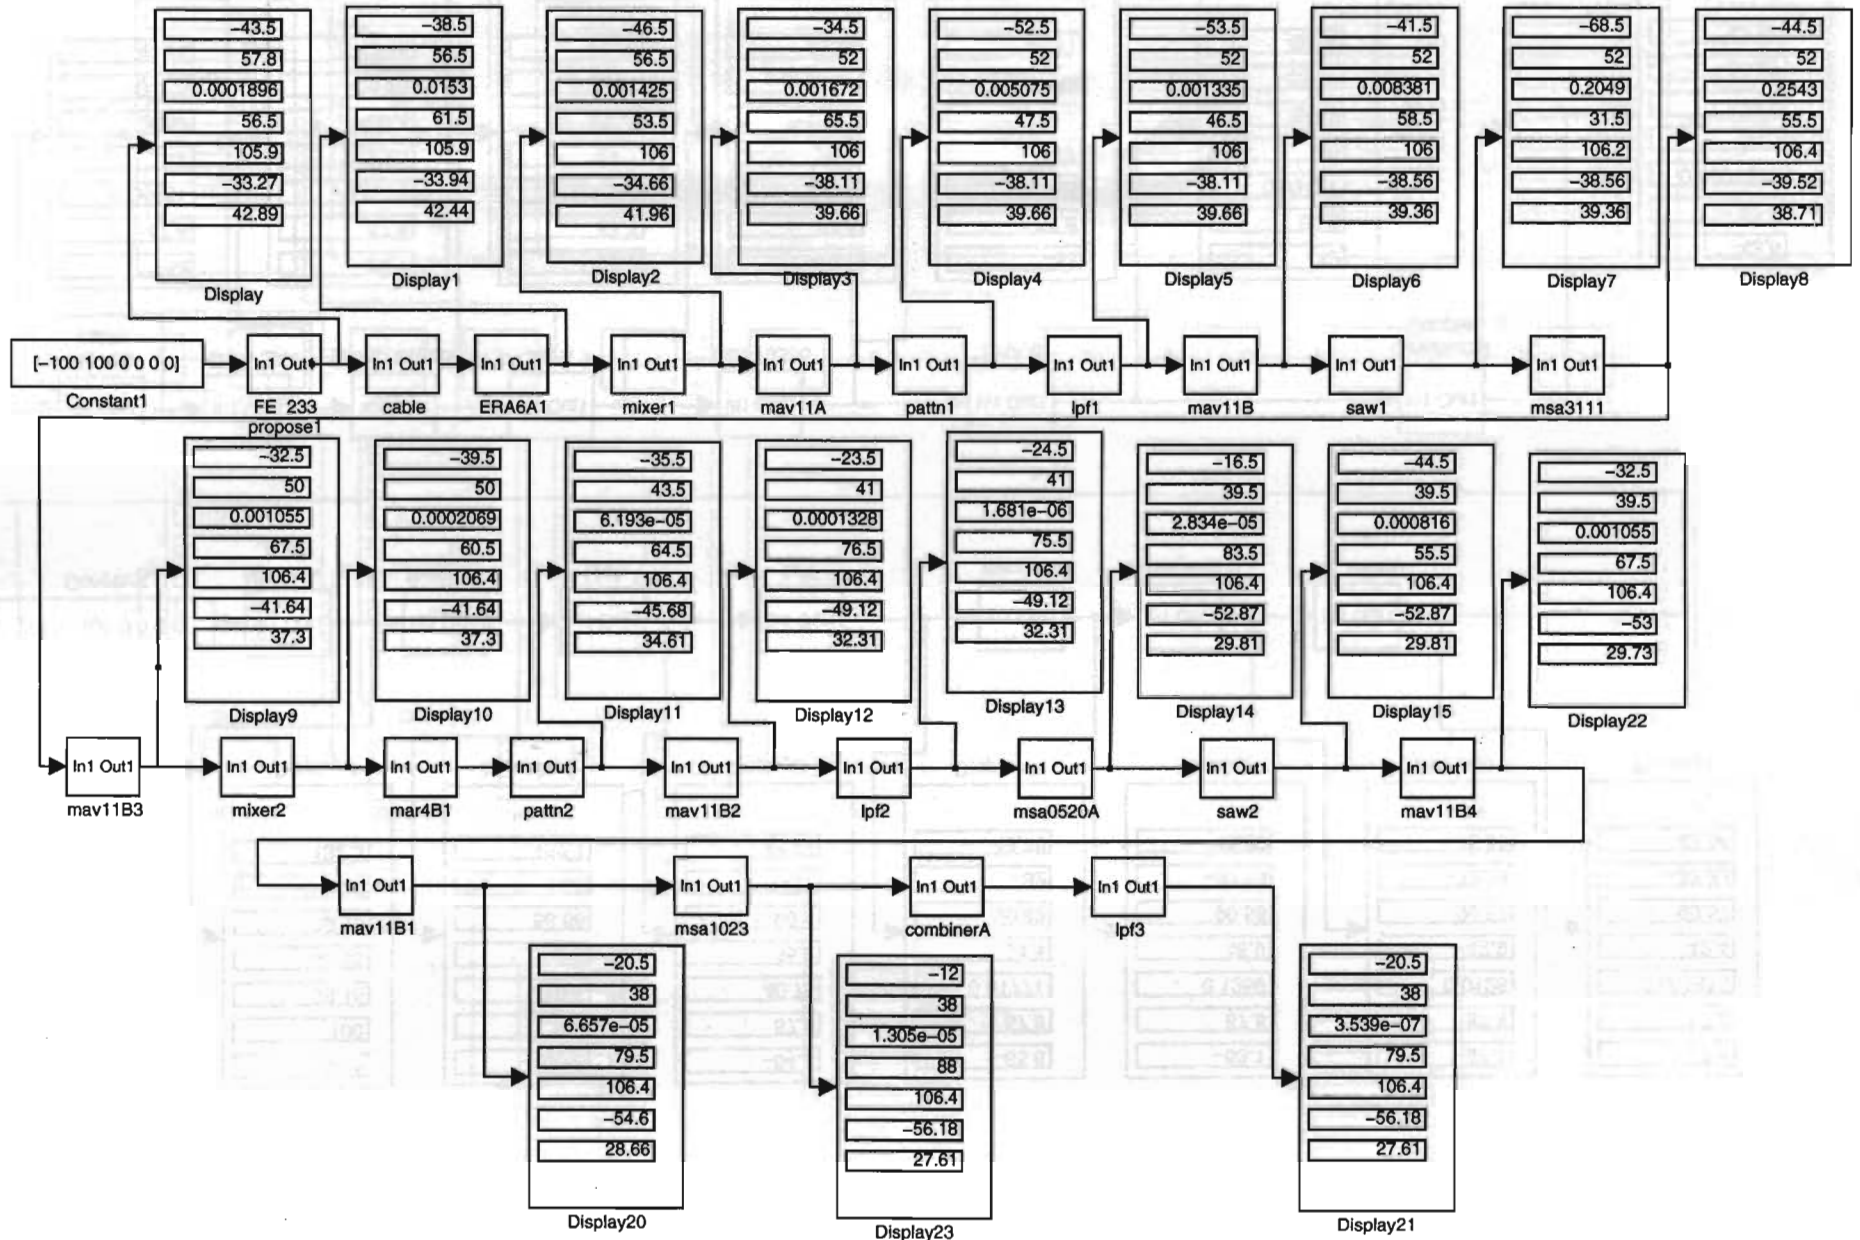 −43.5
57.8
0.0001896
56.5
105.9
−33.27
42.89
Display
−38.5
56.5
0.0153
61.5
105.9
−33.94
42.44
Display1
−46.5
56.5
0.001425
53.5
106
−34.66
41.96
Display2
−34.5
52
0.001672
65.5
106
−38.11
39.66
Display3
−52.5
52
0.005075
47.5
106
−38.11
39.66
Display4
−53.5
52
0.001335
46.5
106
−38.11
39.66
Display5
−41.5
52
0.008381
58.5
106
−38.56
39.36
Display6
−68.5
52
0.2049
31.5
106.2
−38.56
39.36
Display7
−44.5
52
0.2543
55.5
106.4
−39.52
38.71
Display8
[−100 100 0 0 0 0]
Constant1
In1 Out1
FE 233
propose1
In1 Out1
cable
In1 Out1
ERA6A1
In1 Out1
mixer1
In1 Out1
mav11A
In1 Out1
pattn1
In1 Out1
lpf1
In1 Out1
mav11B
In1 Out1
saw1
In1 Out1
msa3111
−32.5
50
0.001055
67.5
106.4
−41.64
37.3
Display9
−39.5
50
0.0002069
60.5
106.4
−41.64
37.3
Display10
−35.5
43.5
6.193e−05
64.5
106.4
−45.68
34.61
Display11
−23.5
41
0.0001328
76.5
106.4
−49.12
32.31
Display12
−24.5
41
1.681e−06
75.5
106.4
−49.12
32.31
Display13
−16.5
39.5
2.834e−05
83.5
106.4
−52.87
29.81
Display14
−44.5
39.5
0.000816
55.5
106.4
−52.87
29.81
Display15
−32.5
39.5
0.001055
67.5
106.4
−53
29.73
Display22
In1 Out1
mav11B3
In1 Out1
mixer2
In1 Out1
mar4B1
In1 Out1
pattn2
In1 Out1
mav11B2
In1 Out1
lpf2
In1 Out1
msa0520A
In1 Out1
saw2
In1 Out1
mav11B4
In1 Out1
mav11B1
In1 Out1
msa1023
In1 Out1
combinerA
In1 Out1
lpf3
−20.5
38
6.657e−05
79.5
106.4
−54.6
28.66
Display20
−12
38
1.305e−05
88
106.4
−56.18
27.61
Display23
−20.5
38
3.539e−07
79.5
106.4
−56.18
27.61
Display21